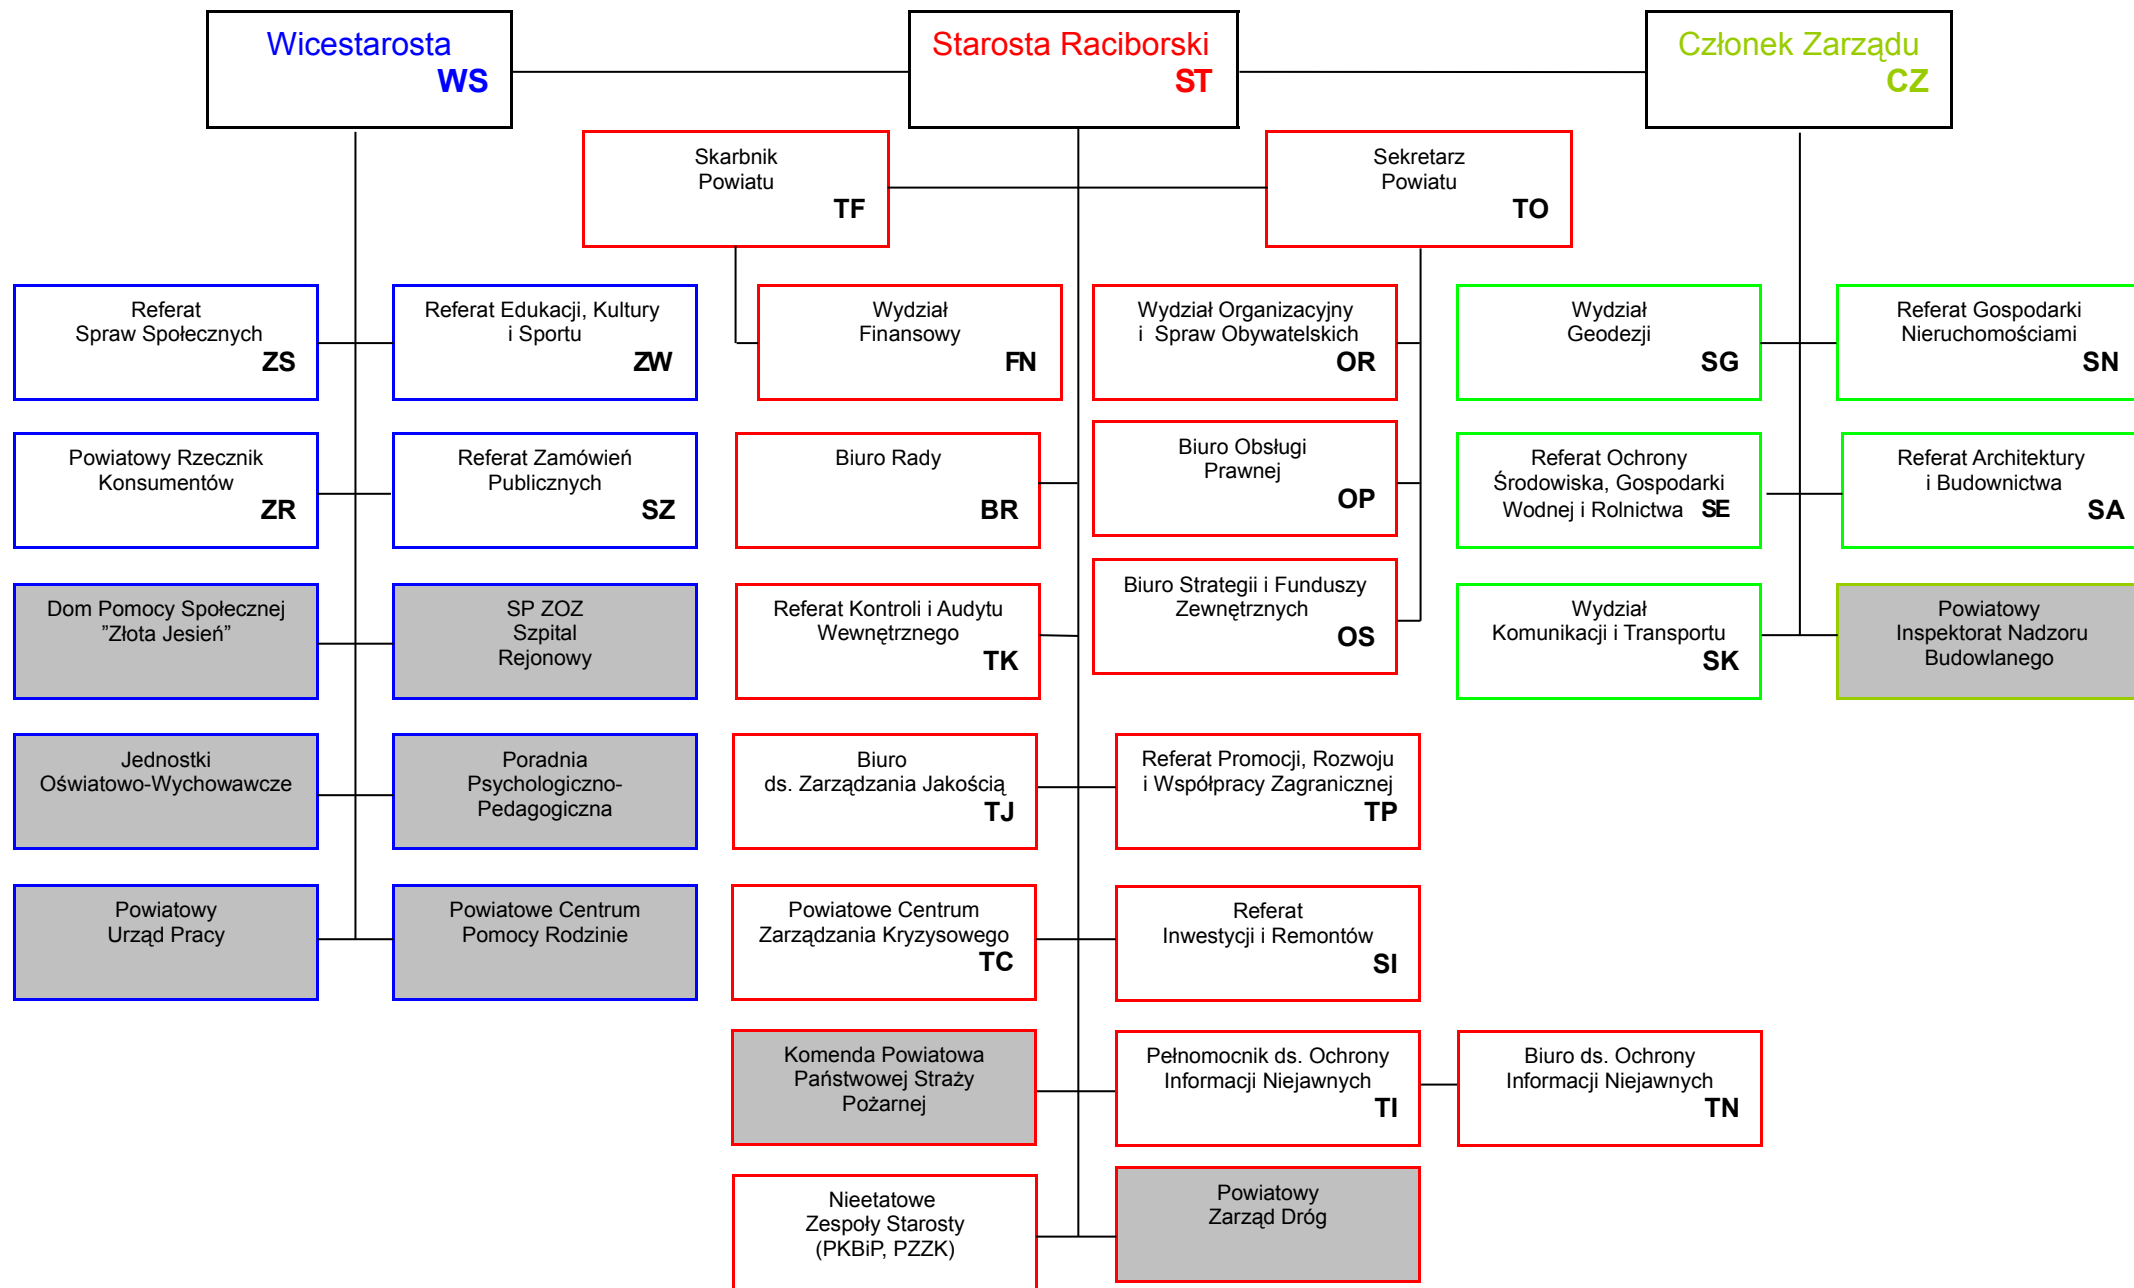 Wicestarosta
WS
Starosta Raciborski
ST
Członek Zarządu
CZ
Skarbnik
Powiatu
TF
Sekretarz
Powiatu
TO
Referat
Spraw Społecznych
ZS
Referat Edukacji, Kultury
i Sportu
ZW
Wydział
Finansowy
FN
Wydział Organizacyjny
i Spraw Obywatelskich
OR
Wydział
Geodezji
SG
Referat Gospodarki
Nieruchomościami
SN
Powiatowy Rzecznik
Konsumentów
ZR
Referat Zamówień
Publicznych
SZ
Biuro Rady
BR
Biuro Obsługi
Prawnej
OP
Referat Ochrony
Środowiska, Gospodarki
Wodnej i Rolnictwa SE
Referat Architektury
i Budownictwa
SA
Dom Pomocy Społecznej
”Złota Jesień”
SP ZOZ
Szpital
Rejonowy
Referat Kontroli i Audytu
Wewnętrznego
TK
Biuro Strategii i Funduszy
Zewnętrznych
OS
Wydział
Komunikacji i Transportu
SK
Powiatowy
Inspektorat Nadzoru
Budowlanego
Jednostki
Oświatowo-Wychowawcze
Poradnia
Psychologiczno-
Pedagogiczna
Biuro
ds. Zarządzania Jakością
TJ
Referat Promocji, Rozwoju
i Współpracy Zagranicznej
TP
Powiatowy
Urząd Pracy
Powiatowe Centrum
Pomocy Rodzinie
Powiatowe Centrum
Zarządzania Kryzysowego
TC
Referat
Inwestycji i Remontów
SI
Komenda Powiatowa
Państwowej Straży
Pożarnej
Pełnomocnik ds. Ochrony
Informacji Niejawnych
TI
Biuro ds. Ochrony
Informacji Niejawnych
TN
Nieetatowe
Zespoły Starosty
(PKBiP, PZZK)
Powiatowy
Zarząd Dróg